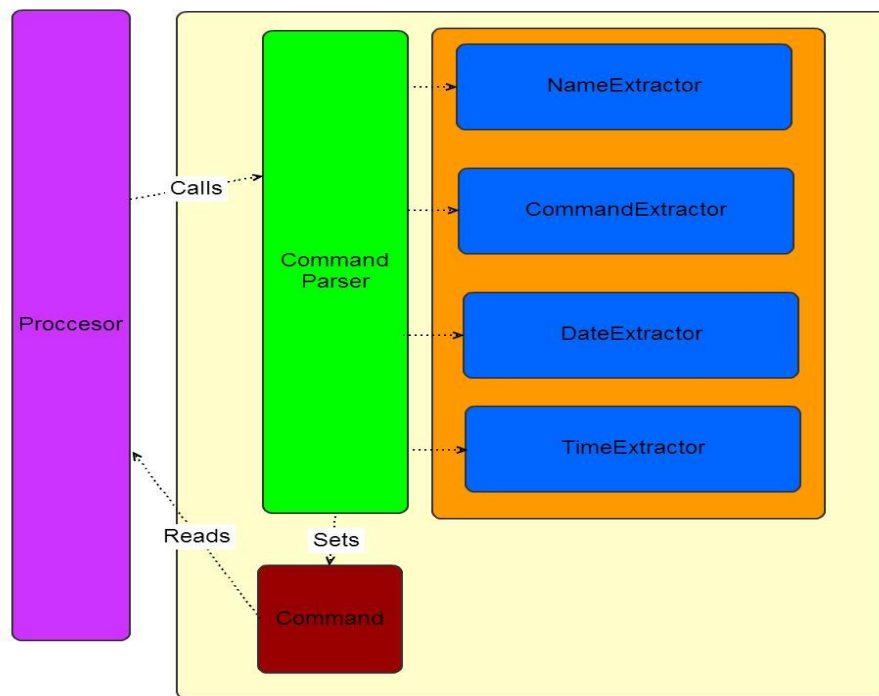 Proccesor
Calls
Reads
Command
Parser
Sets
Command
NameExtractor
CommandExtractor
DateExtractor
TimeExtractor